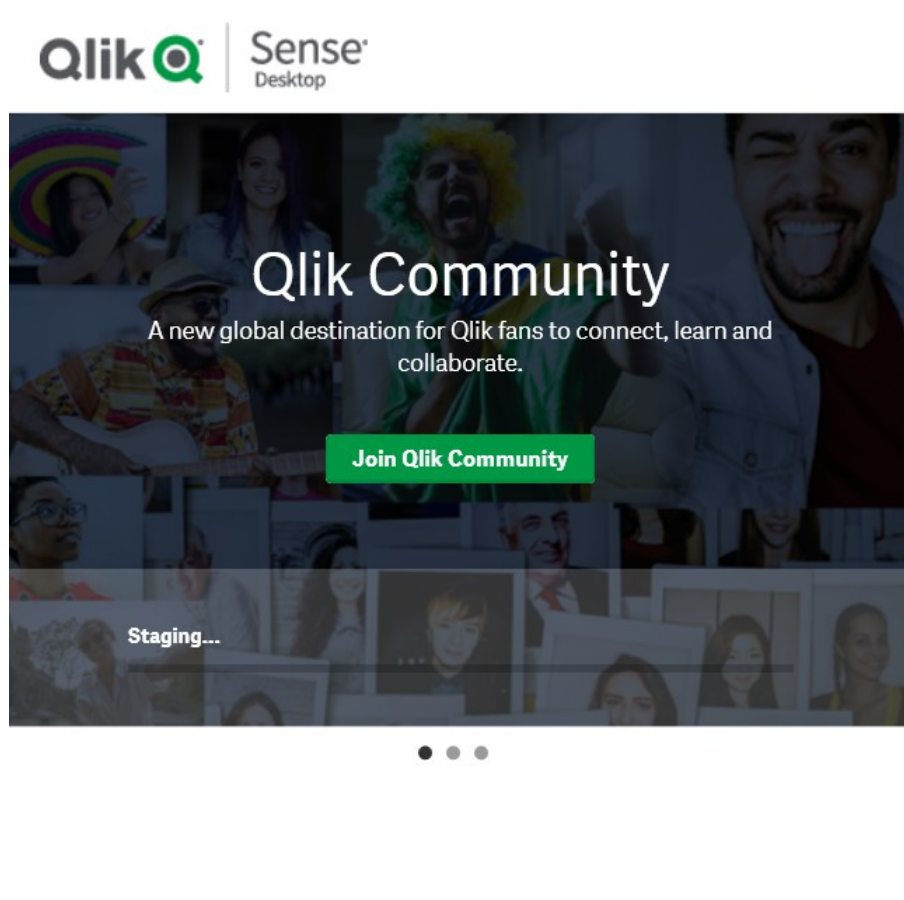 Qlik Sense
Desktop
Qlik Community
A new global destination for Qlik fans to connect, learn and
collaborate.
Join Qlik Community
Staging...